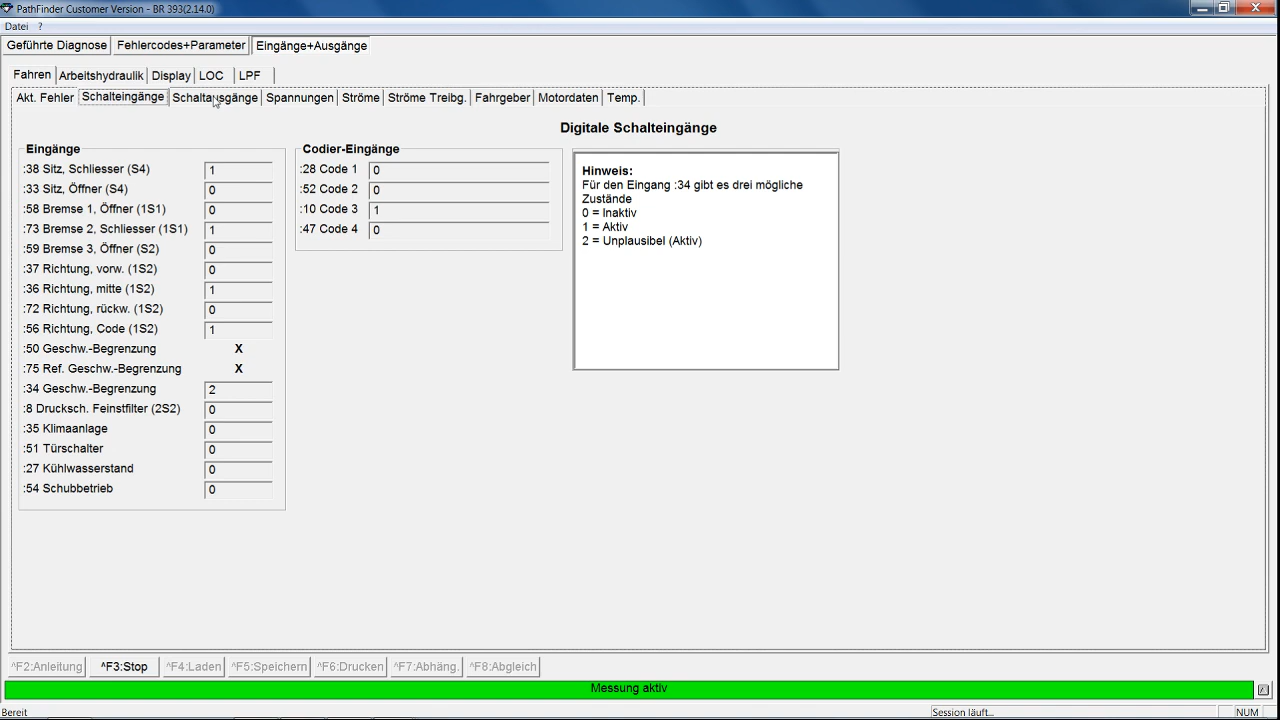 PathFinder Customer Version - BR 393(2.14.0)
Datei ?
Geführte Diagnose Fehlercodes+Parameter Eingänge+Ausgänge
Fahren Arbeitshydraulik Display LOC LPF
Akt. Fehler Schalteingänge Schaltausgänge Spannungen Ströme Ströme Treibg. Fahrgeber Motordaten Temp.
Digitale Schalteingänge
Eingänge
:38 Sitz, Schliesser (S4) 1
:33 Sitz, Öffner (S4) 0
:58 Bremse 1, Öffner (1S1) 0
:73 Bremse 2, Schliesser (1S1) 1
:59 Bremse 3, Öffner (S2) 0
:37 Richtung, vorw. (1S2) 0
:36 Richtung, mitte (1S2) 1
:72 Richtung, rückw. (1S2) 0
:56 Richtung, Code (1S2) 1
:50 Geschw.-Begrenzung X
:75 Ref. Geschw.-Begrenzung X
:34 Geschw.-Begrenzung 2
:8 Drucksch. Feinstfilter (2S2) 0
:35 Klimaanlage 0
:51 Türschalter 0
:27 Kühlwasserstand 0
:54 Schubbetrieb 0
Codier-Eingänge
:28 Code 1 0
:52 Code 2 0
:10 Code 3 1
:47 Code 4 0
Hinweis:
Für den Eingang :34 gibt es drei mögliche
Zustände
0 = Inaktiv
1 = Aktiv
2 = Unplausibel (Aktiv)
^F2:Anleitung ^F3:Stop ^F4:Laden ^F5:Speichern ^F6:Drucken ^F7:Abhäng. ^F8:Abgleich
Messung aktiv
Bereit Session läuft... NUM